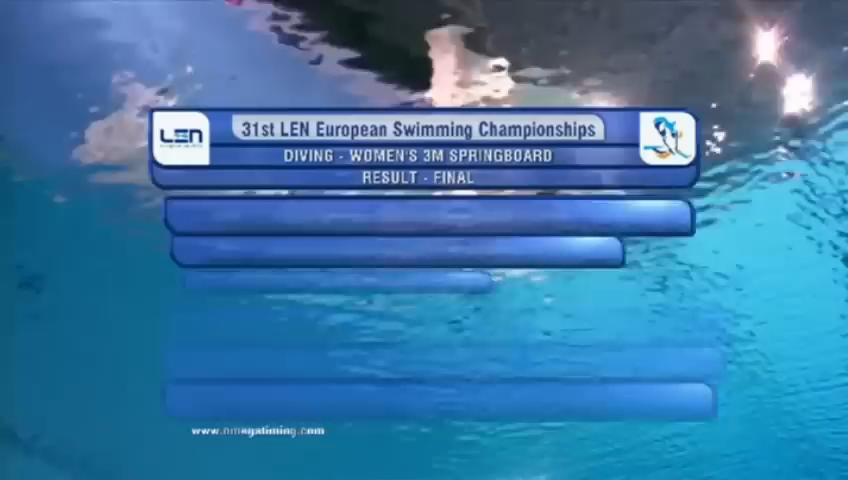 LEN
31st LEN European Swimming Championships
DIVING - WOMEN'S 3M SPRINGBOARD
RESULT - FINAL
www.omegatiming.com